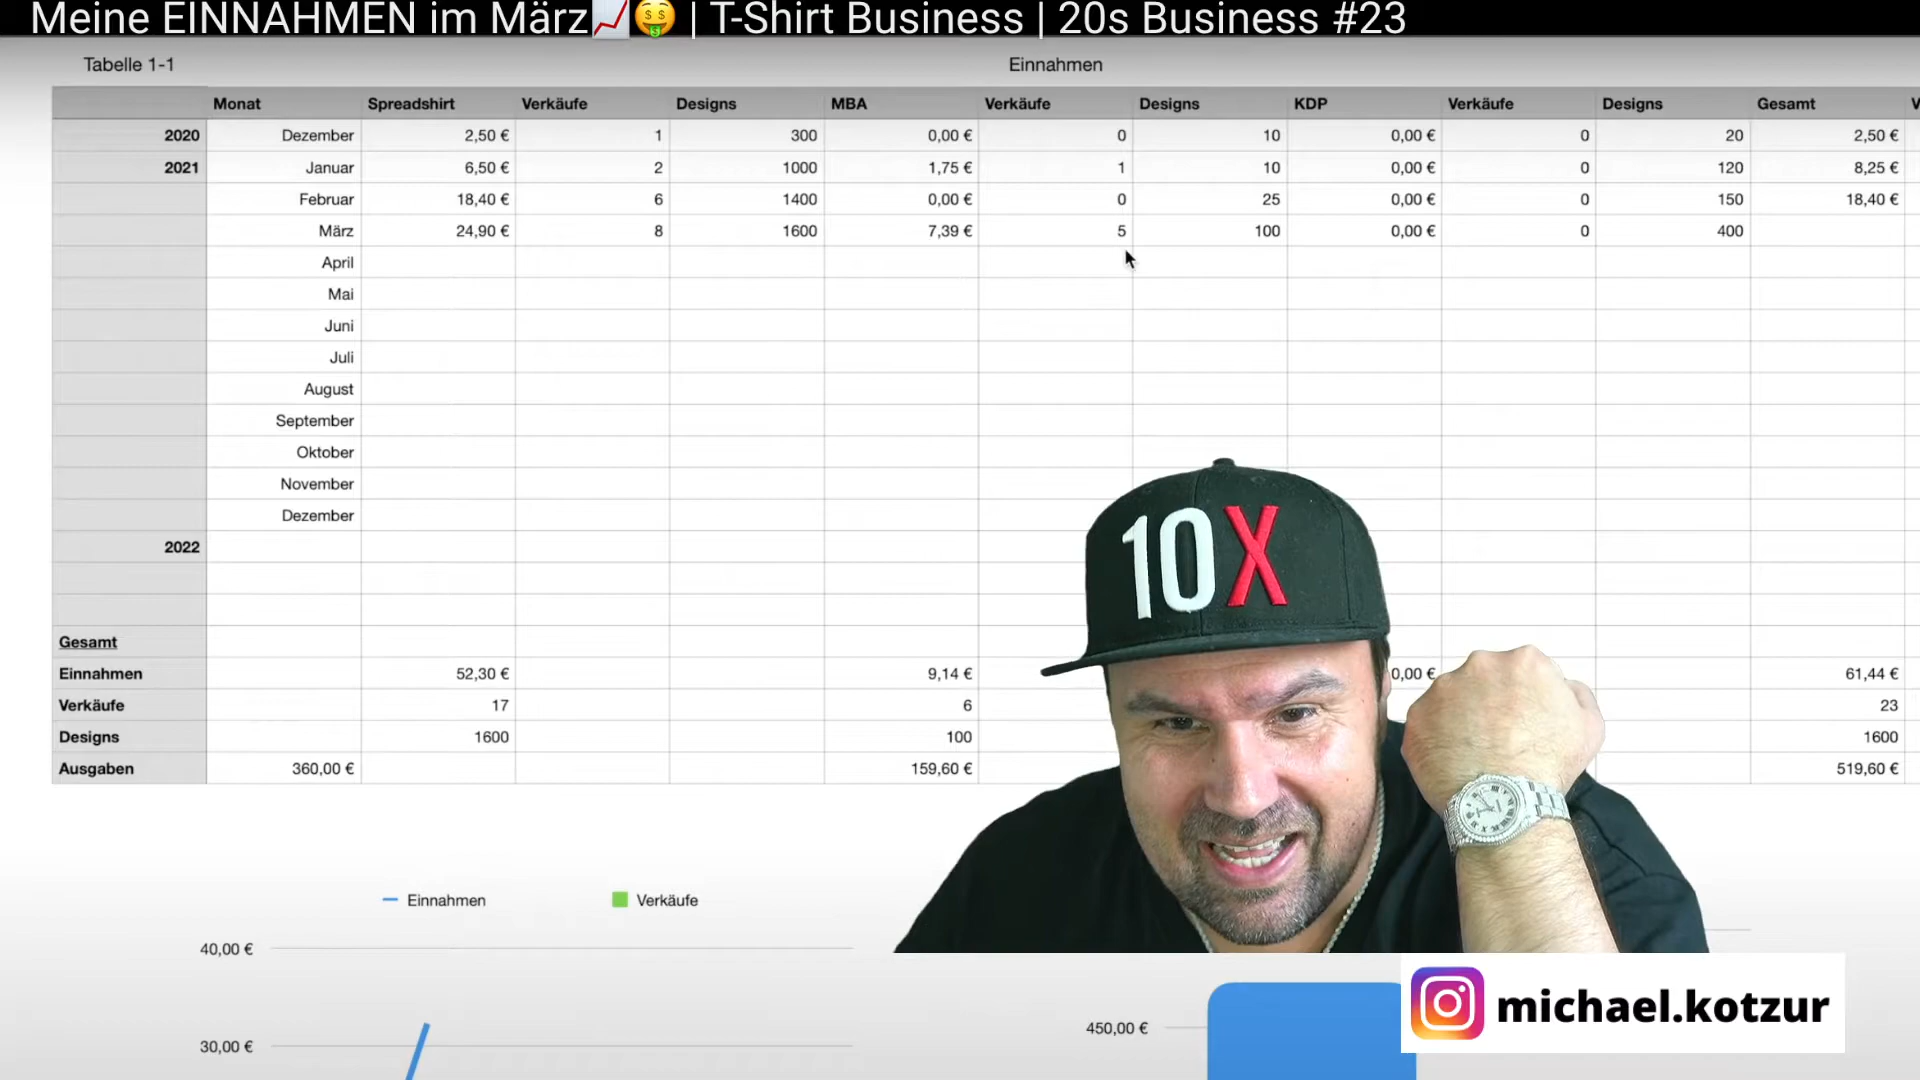 Meine EINNAHMEN im März📈🤑 | T-Shirt Business | 20s Business #23
Tabelle 1-1 Einnahmen
Monat Spreadshirt Verkäufe Designs MBA Verkäufe Designs KDP Verkäufe Designs Gesamt V
2020 Dezember 2,50 € 1 300 0,00 € 0 10 0,00 € 0 20 2,50 €
2021 Januar 6,50 € 2 1000 1,75 € 1 10 0,00 € 0 120 8,25 €
Februar 18,40 € 6 1400 0,00 € 0 25 0,00 € 0 150 18,40 €
März 24,90 € 8 1600 7,39 € 5 100 0,00 € 0 400
April
Mai
Juni
Juli
August
September
Oktober
November
Dezember
2022
Gesamt
Einnahmen 52,30 € 9,14 € 0,00 € 61,44 €
Verkäufe 17 6 23
Designs 1600 100 1600
Ausgaben 360,00 € 159,60 € 519,60 €
10X
Einnahmen Verkäufe
40,00 €
30,00 €
450,00 €
michael.kotzur